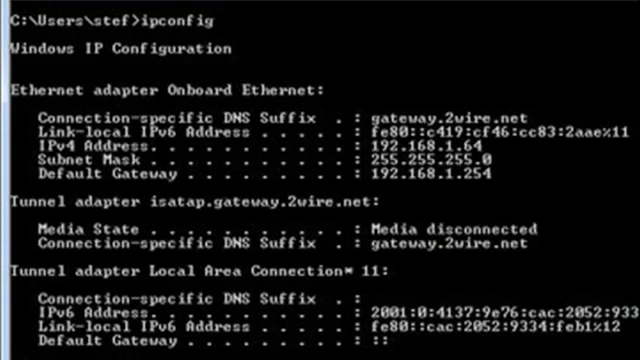 C:\Users\stef>ipconfig
Windows IP Configuration
Ethernet adapter Onboard Ethernet:
Connection-specific DNS Suffix . : gateway.2wire.net
Link-local IPv6 Address . . . . . : fe80::c419:cf46:cc83:2aae%11
IPv4 Address. . . . . . . . . . . : 192.168.1.64
Subnet Mask . . . . . . . . . . . : 255.255.255.0
Default Gateway . . . . . . . . . : 192.168.1.254
Tunnel adapter isatap.gateway.2wire.net:
Media State . . . . . . . . . . . : Media disconnected
Connection-specific DNS Suffix . : gateway.2wire.net
Tunnel adapter Local Area Connection* 11:
Connection-specific DNS Suffix . :
IPv6 Address. . . . . . . . . . . : 2001:0:4137:9e76:cac:2052:933
Link-local IPv6 Address . . . . . : fe80::cac:2052:9334:feb1%12
Default Gateway . . . . . . . . . : ::